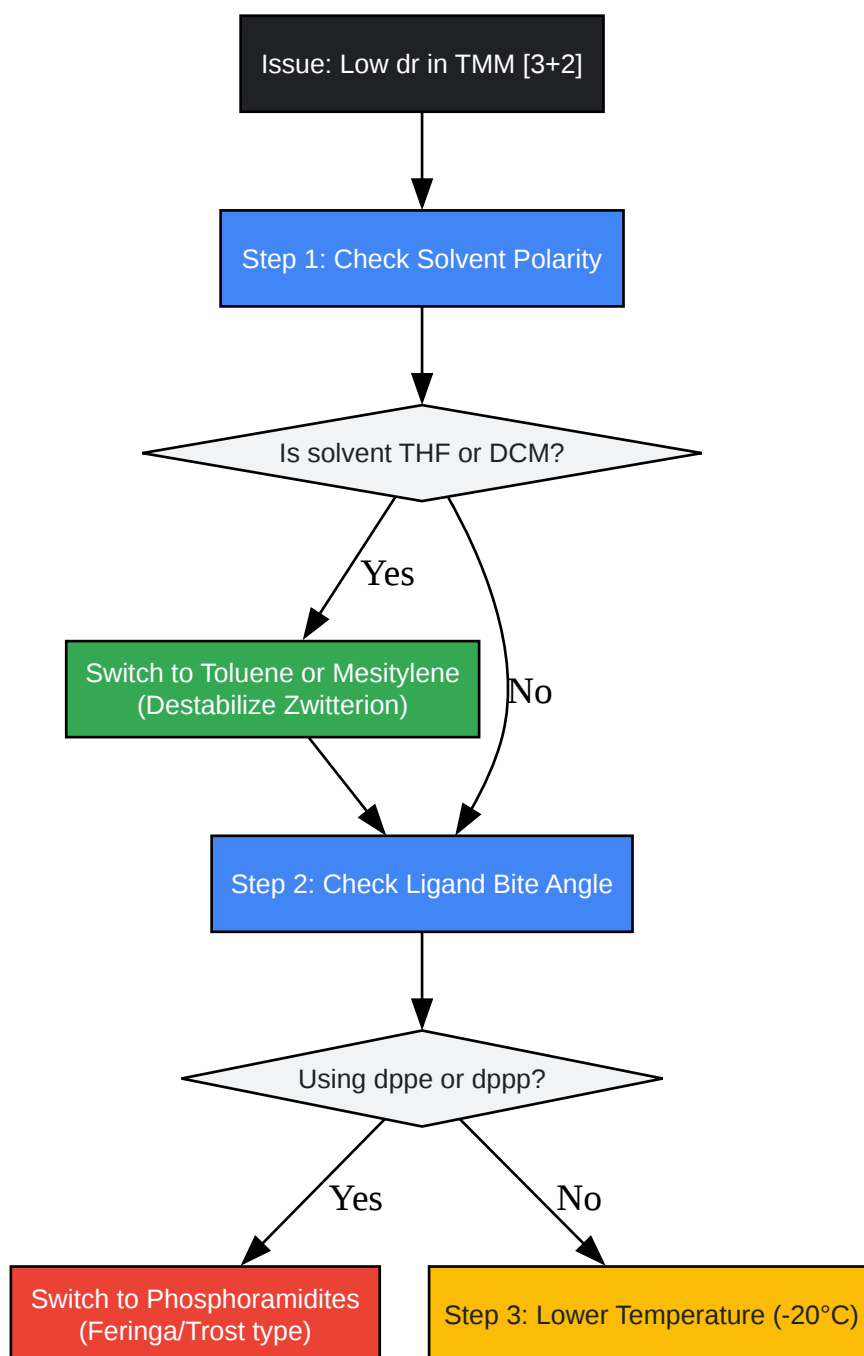 Issue: Low dr in TMM [3+2]
Step 1: Check Solvent Polarity
Is solvent THF or DCM?
Yes
Switch to Toluene or Mesitylene
(Destabilize Zwitterion)
No
Step 2: Check Ligand Bite Angle
Using dppe or dppp?
Yes
No
Switch to Phosphoramidites
(Feringa/Trost type)
Step 3: Lower Temperature (-20°C)